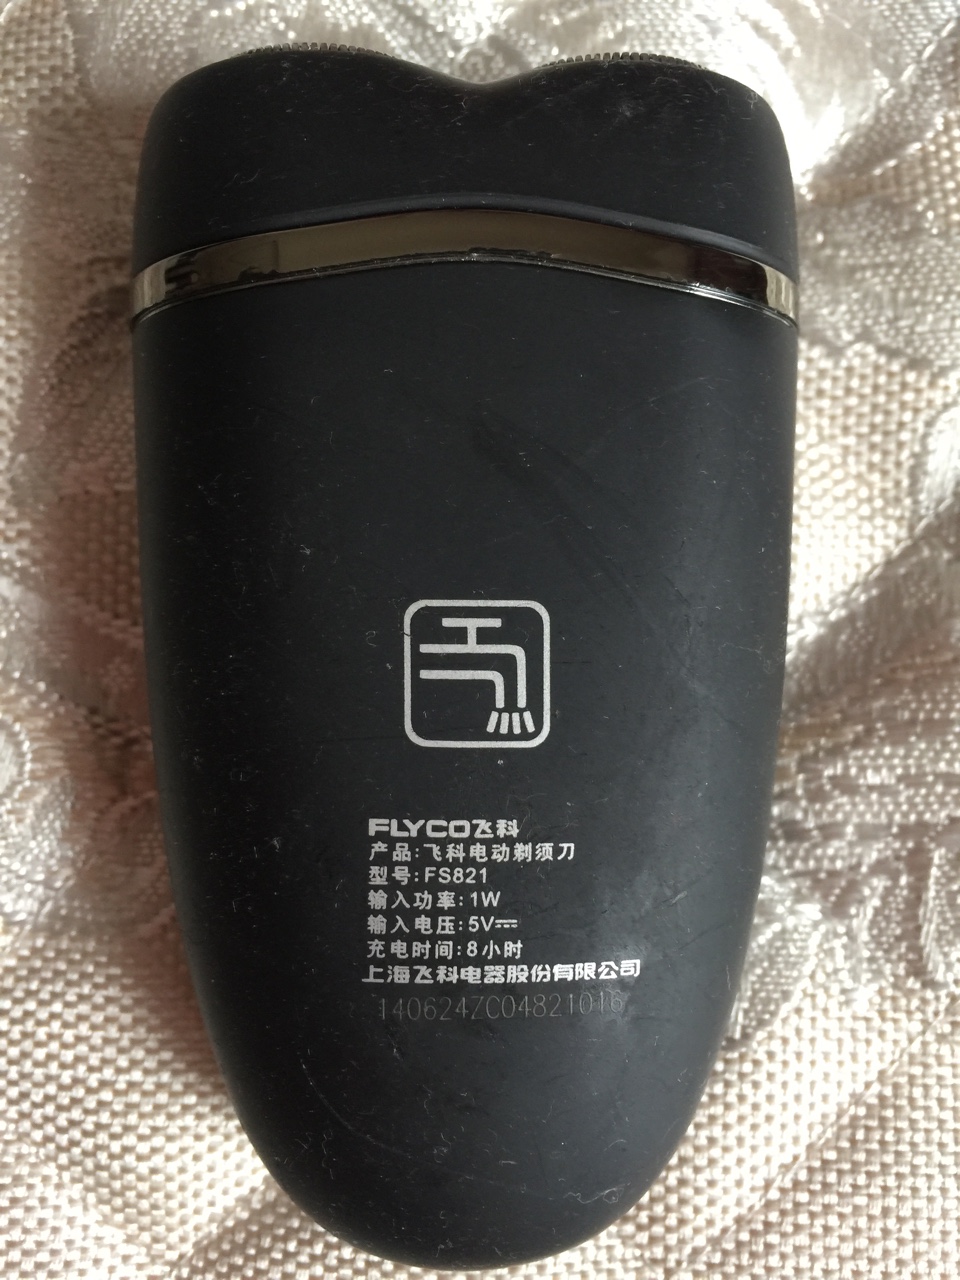 FLYCO飞科
产品:飞科电动剃须刀
型号:FS821
输入功率:1W
输入电压:5V⎓
充电时间:8小时
上海飞科电器股份有限公司
140624ZC04821016